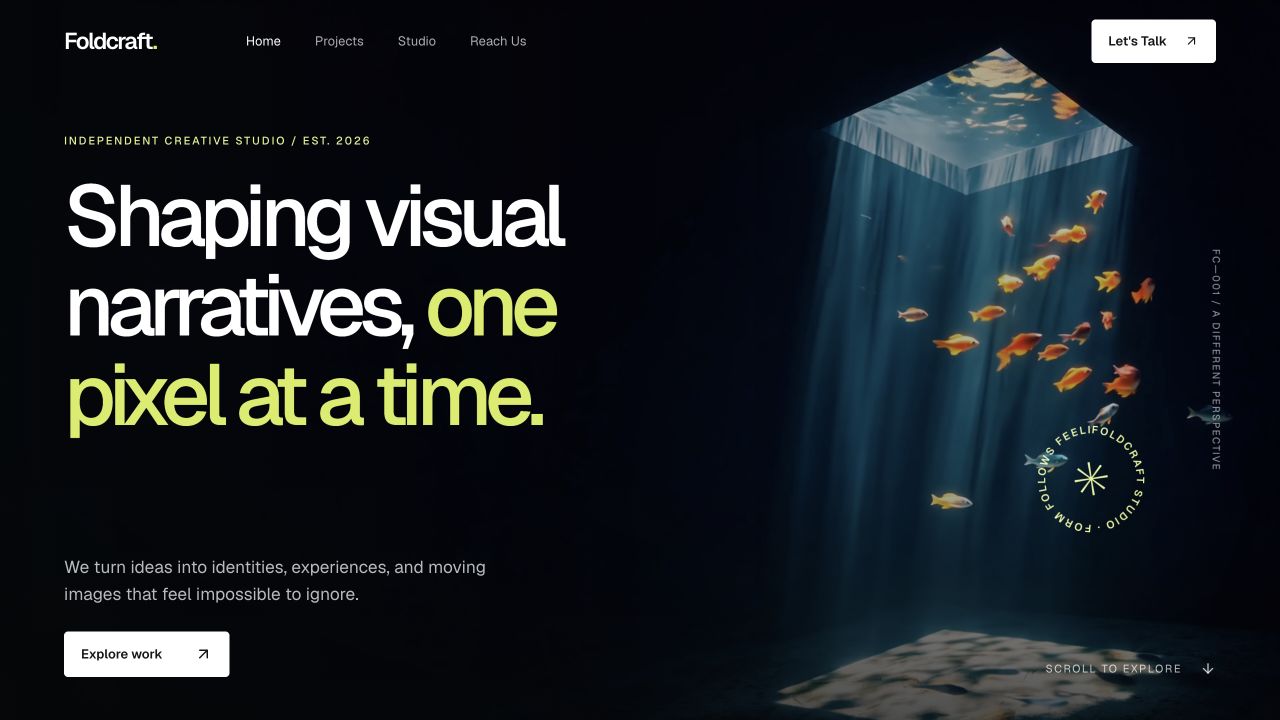 Foldcraft.
Home
Projects
Studio
Reach Us
Let's Talk
INDEPENDENT CREATIVE STUDIO / EST. 2026
Shaping visual
narratives, one
pixel at a time.
FC—001 / A DIFFERENT PERSPECTIVE
FOLDCRAFT STUDIO · FORM FOLLOWS FEELI
We turn ideas into identities, experiences, and moving
images that feel impossible to ignore.
Explore work
SCROLL TO EXPLORE